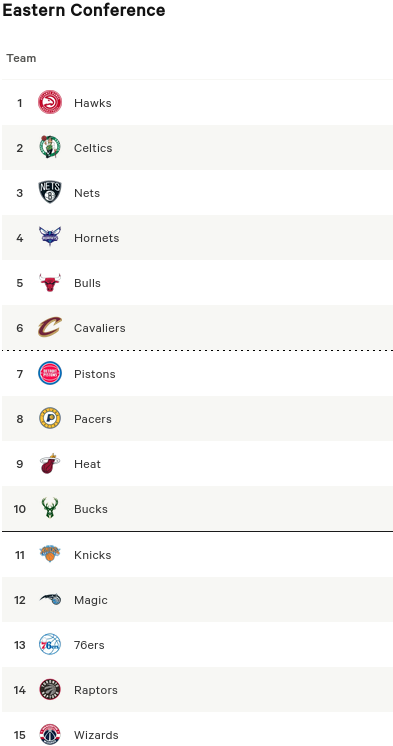 Eastern Conference
Team
1 Hawks
2 Celtics
NETS
3 Nets
4 Hornets
5 Bulls
6 Cavaliers
7 Pistons
8 Pacers
9 Heat
10 Bucks
11 Knicks
12 Magic
13 76ers
14 Raptors
15 Wizards